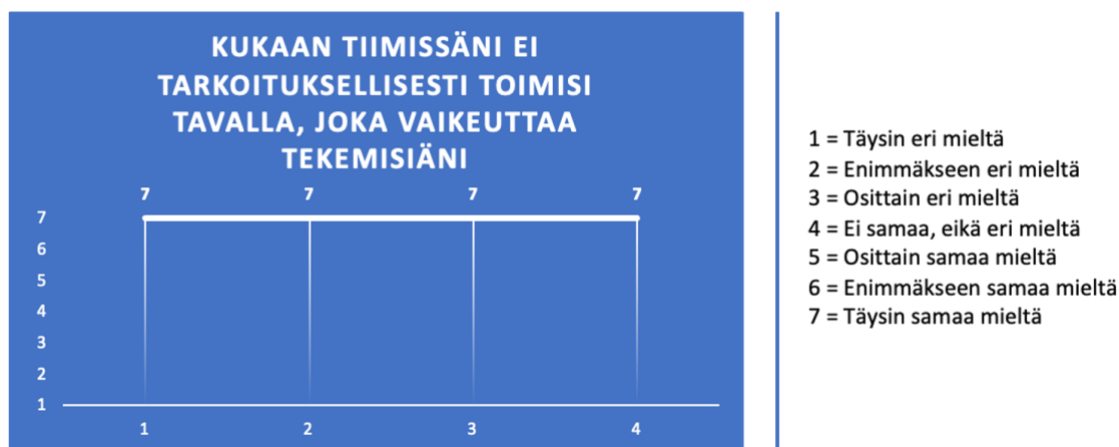 KUKAAN TIIMISSÄNI EI
TARKOITUKSELLISESTI TOIMISI
TAVALLA, JOKA VAIKEUTTAA
TEKEMISIÄNI
7 7 7 7
7
6
5
4
3
2
1
1 2 3 4
1 = Täysin eri mieltä
2 = Enimmäkseen eri mieltä
3 = Osittain eri mieltä
4 = Ei samaa, eikä eri mieltä
5 = Osittain samaa mieltä
6 = Enimmäkseen samaa mieltä
7 = Täysin samaa mieltä